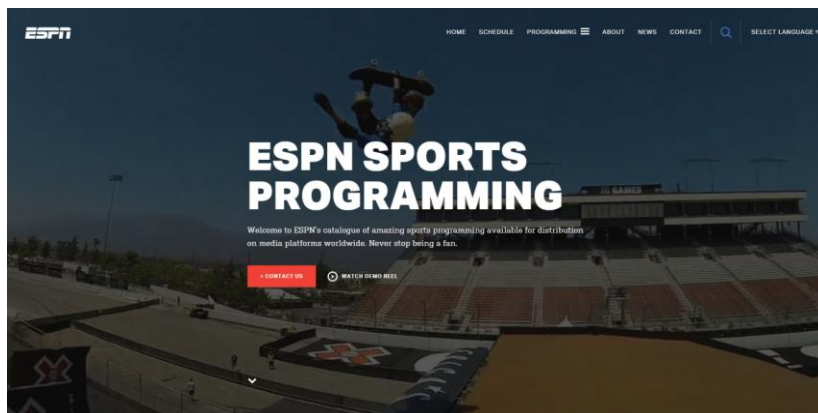 ESPN
HOME SCHEDULE PROGRAMMING ABOUT NEWS CONTACT SELECT LANGUAGE
ESPN SPORTS
PROGRAMMING
Welcome to ESPN's catalogue of amazing sports programming available for distribution
on media platforms worldwide. Never stop being a fan.
+ CONTACT US WATCH DEMO REEL
X GAMES